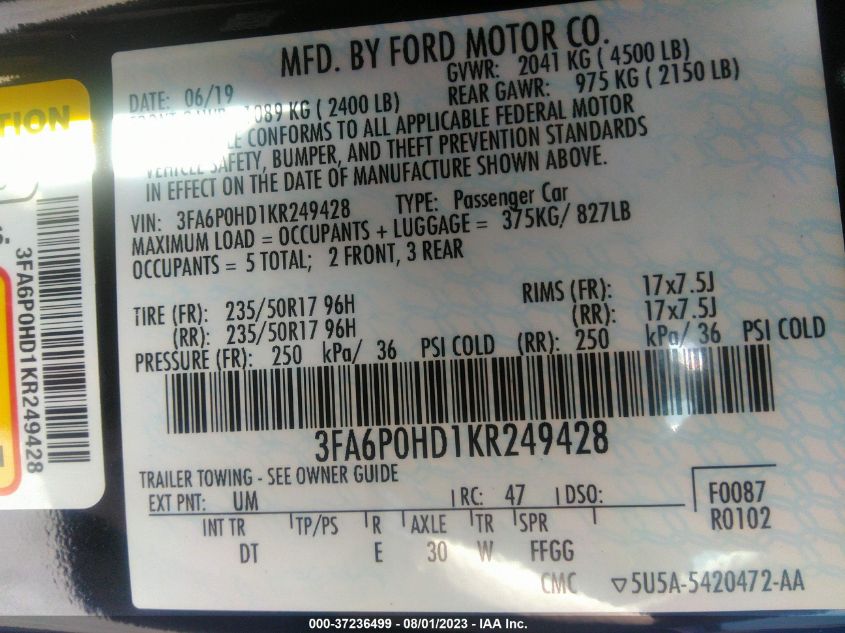 MFD. BY FORD MOTOR CO.
DATE: 06/19 GVWR: 2041 KG ( 4500 LB)
1089 KG ( 2400 LB) REAR GAWR: 975 KG ( 2150 LB)
CONFORMS TO ALL APPLICABLE FEDERAL MOTOR
VEHICLE SAFETY, BUMPER, AND THEFT PREVENTION STANDARDS
IN EFFECT ON THE DATE OF MANUFACTURE SHOWN ABOVE.
VIN: 3FA6P0HD1KR249428 TYPE: Passenger Car
MAXIMUM LOAD = OCCUPANTS + LUGGAGE = 375KG/ 827LB
OCCUPANTS = 5 TOTAL; 2 FRONT, 3 REAR
TIRE (FR): 235/50R17 96H RIMS (FR): 17x7.5J
(RR): 235/50R17 96H (RR): 17x7.5J
PRESSURE (FR): 250 kPa/ 36 PSI COLD (RR): 250 kPa/ 36 PSI COLD
3FA6P0HD1KR249428
TRAILER TOWING - SEE OWNER GUIDE
EXT PNT: UM RC: 47 DSO: F0087
R0102
INT TR TP/PS R AXLE TR SPR
DT E 30 W FFGG
CMC ▽5U5A-5420472-AA
3FA6P0HD1KR249428
000-37236499 - 08/01/2023 - IAA Inc.